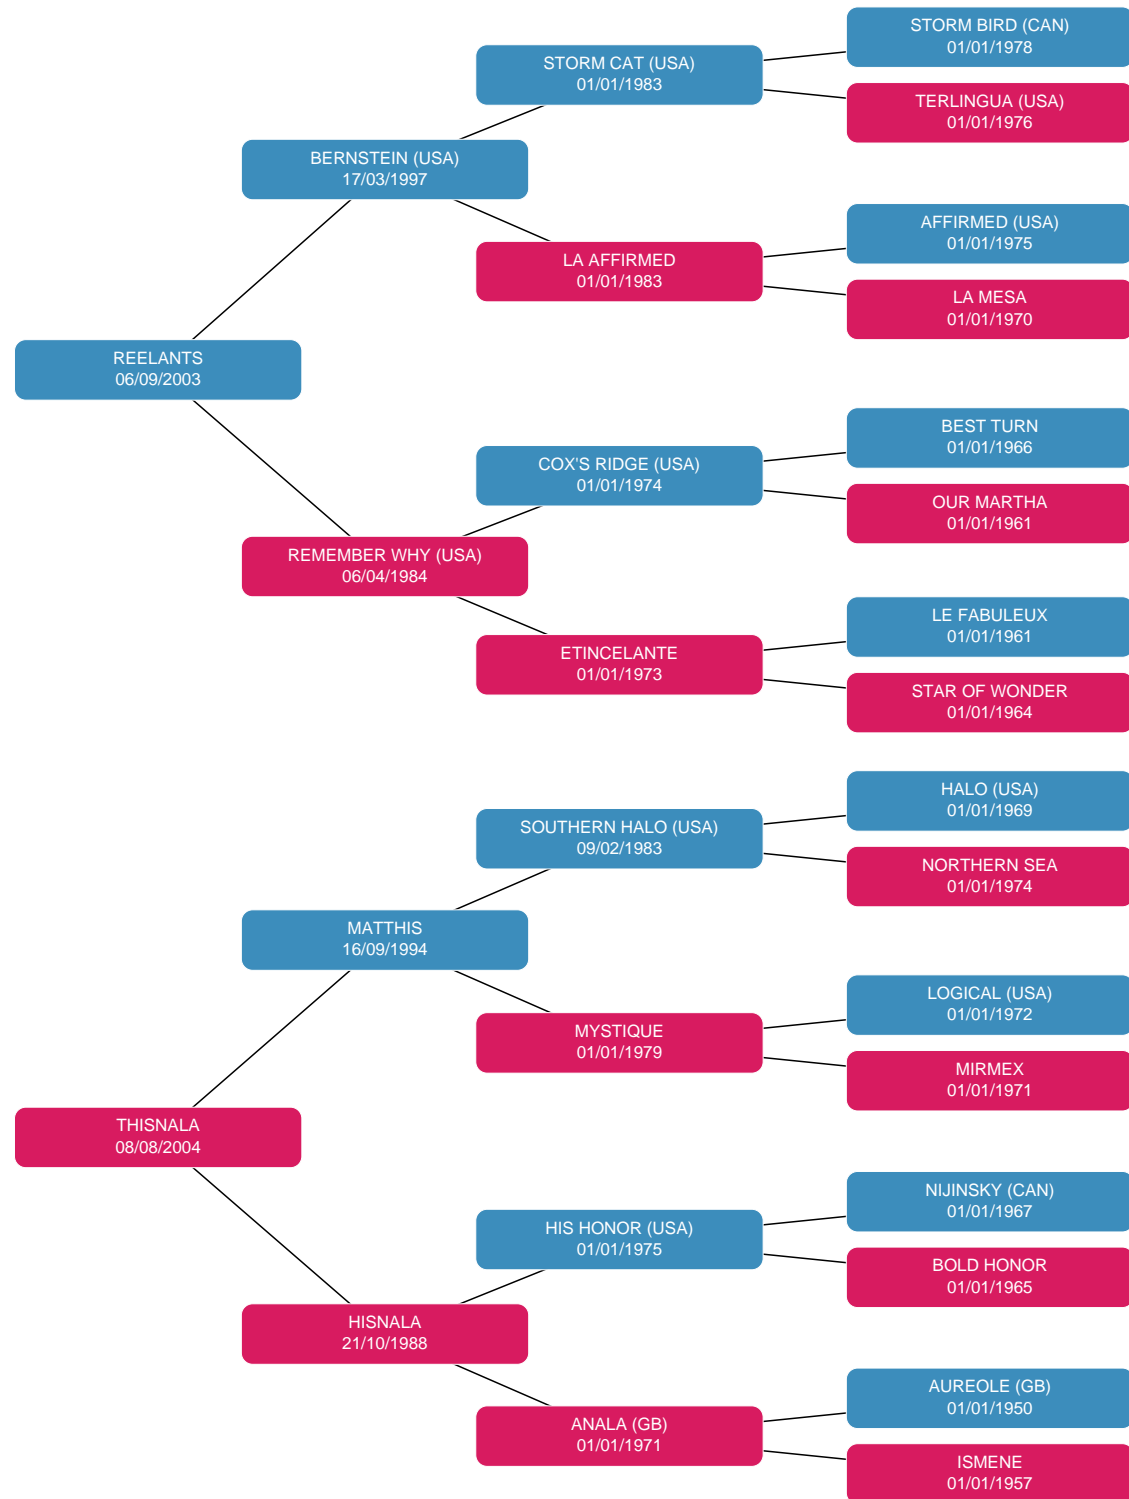 STORM BIRD (CAN)
01/01/1978
STORM CAT (USA)
01/01/1983
TERLINGUA (USA)
01/01/1976
BERNSTEIN (USA)
17/03/1997
AFFIRMED (USA)
01/01/1975
LA AFFIRMED
01/01/1983
LA MESA
01/01/1970
REELANTS
06/09/2003
BEST TURN
01/01/1966
COX'S RIDGE (USA)
01/01/1974
OUR MARTHA
01/01/1961
REMEMBER WHY (USA)
06/04/1984
LE FABULEUX
01/01/1961
ETINCELANTE
01/01/1973
STAR OF WONDER
01/01/1964
HALO (USA)
01/01/1969
SOUTHERN HALO (USA)
09/02/1983
NORTHERN SEA
01/01/1974
MATTHIS
16/09/1994
LOGICAL (USA)
01/01/1972
MYSTIQUE
01/01/1979
MIRMEX
01/01/1971
THISNALA
08/08/2004
NIJINSKY (CAN)
01/01/1967
HIS HONOR (USA)
01/01/1975
BOLD HONOR
01/01/1965
HISNALA
21/10/1988
AUREOLE (GB)
01/01/1950
ANALA (GB)
01/01/1971
ISMENE
01/01/1957